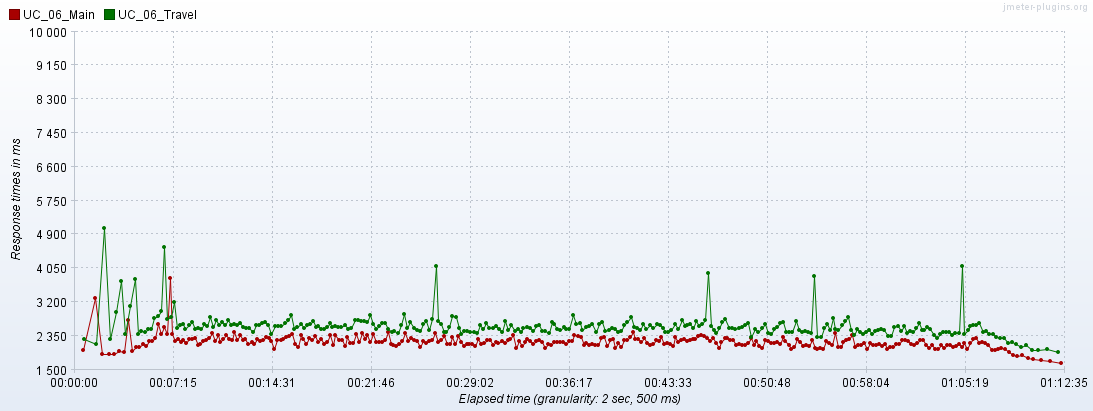 UC_06_Main UC_06_Travel
jmeter-plugins.org
10 000
9 150
8 300
7 450
6 600
5 750
4 900
4 050
3 200
2 350
1 500
Response times in ms
00:00:00 00:07:15 00:14:31 00:21:46 00:29:02 00:36:17 00:43:33 00:50:48 00:58:04 01:05:19 01:12:35
Elapsed time (granularity: 2 sec, 500 ms)